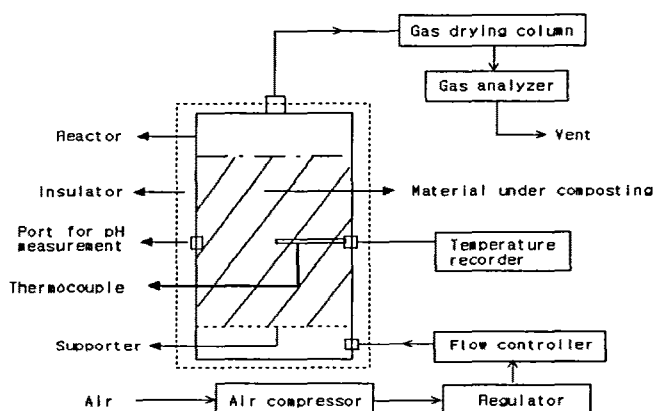 Gas drying column
Gas analyzer
Reactor
Vent
Insulator
Material under composting
Port for pH
measurement
Temperature
recorder
Thermocouple
Supporter
Flow controller
Air
Air compressor
Regulator